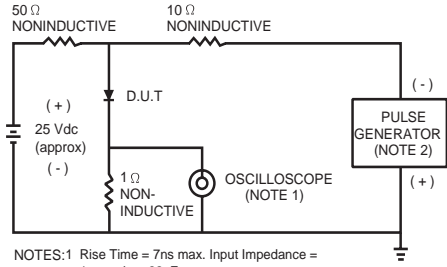 50 Ω
NONINDUCTIVE
10 Ω
NONINDUCTIVE
(+)
25 Vdc
(approx)
(-)
D.U.T
1 Ω
NON-
INDUCTIVE
OSCILLOSCOPE
(NOTE 1)
(-)
PULSE
GENERATOR
(NOTE 2)
(+)
NOTES:1 Rise Time = 7ns max. Input Impedance =